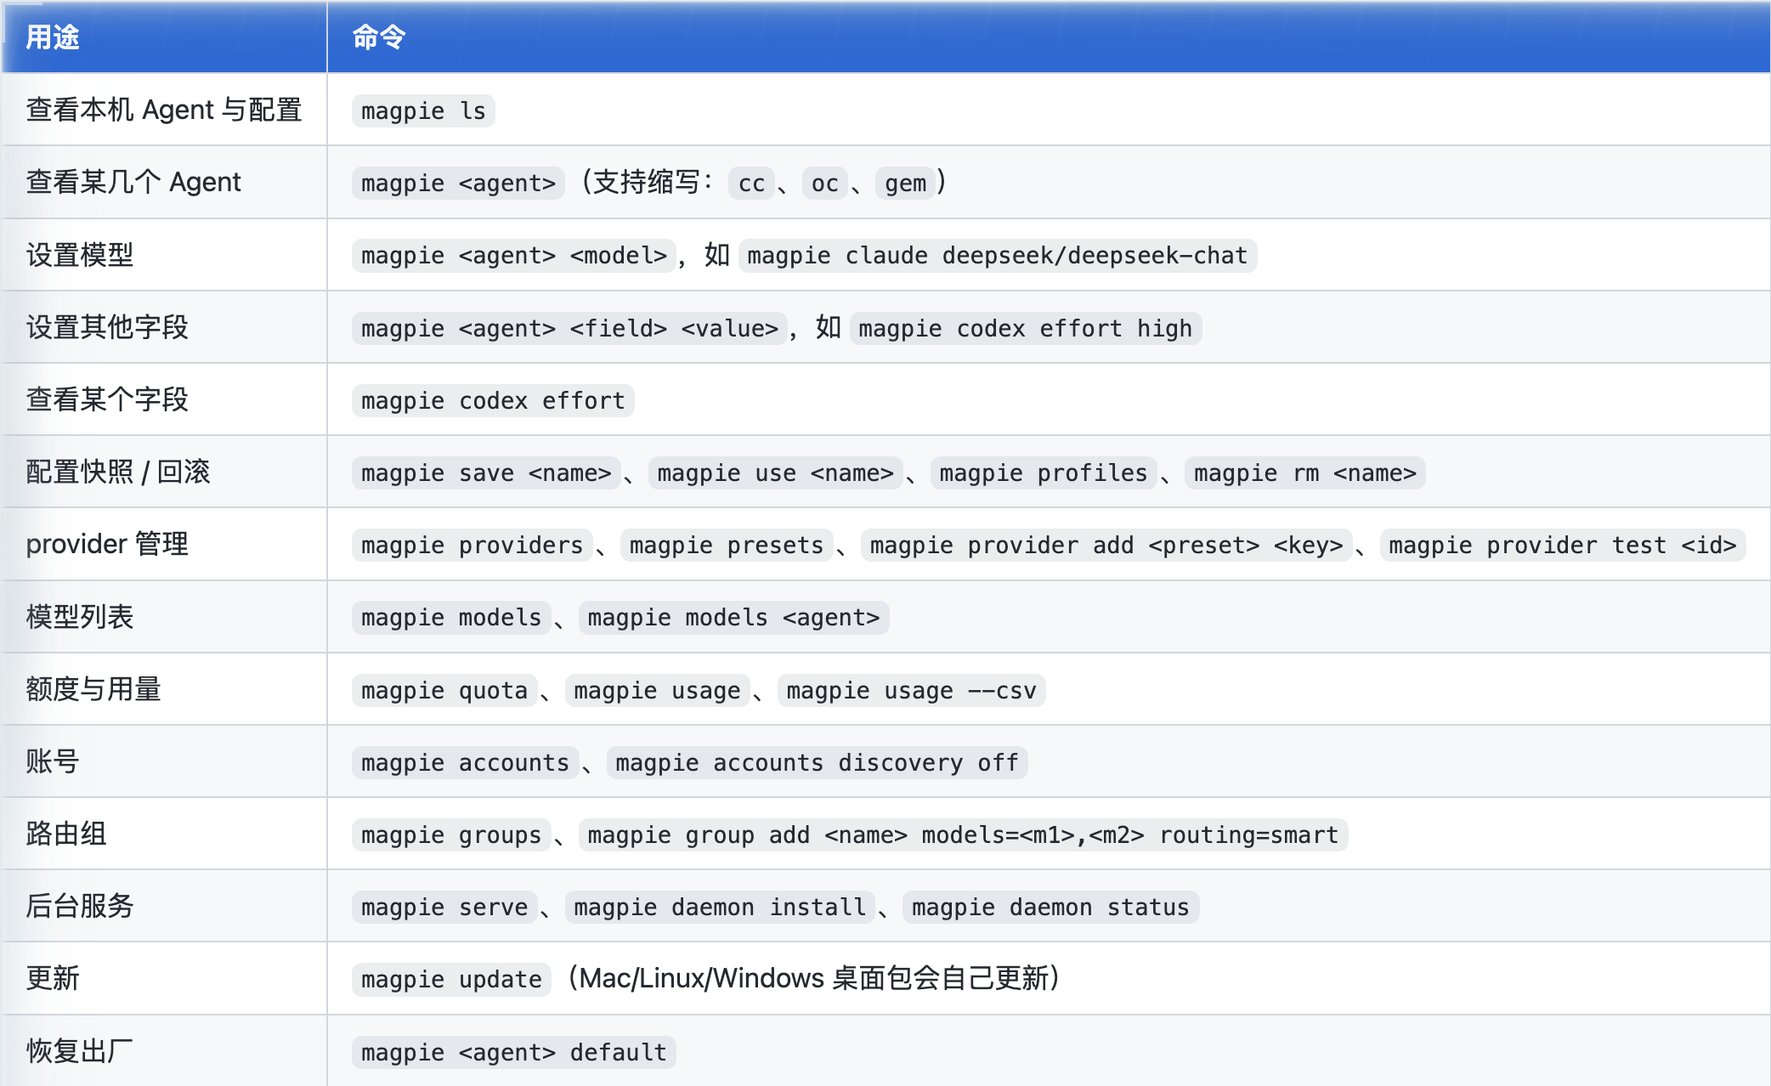 用途 命令
查看本机 Agent 与配置 magpie ls
查看某几个 Agent magpie <agent>（支持缩写：cc、oc、gem）
设置模型 magpie <agent> <model>，如 magpie claude deepseek/deepseek-chat
设置其他字段 magpie <agent> <field> <value>，如 magpie codex effort high
查看某个字段 magpie codex effort
配置快照 / 回滚 magpie save <name>、magpie use <name>、magpie profiles、magpie rm <name>
provider 管理 magpie providers、magpie presets、magpie provider add <preset> <key>、magpie provider test <id>
模型列表 magpie models、magpie models <agent>
额度与用量 magpie quota、magpie usage、magpie usage --csv
账号 magpie accounts、magpie accounts discovery off
路由组 magpie groups、magpie group add <name> models=<m1>,<m2> routing=smart
后台服务 magpie serve、magpie daemon install、magpie daemon status
更新 magpie update（Mac/Linux/Windows 桌面包会自己更新）
恢复出厂 magpie <agent> default